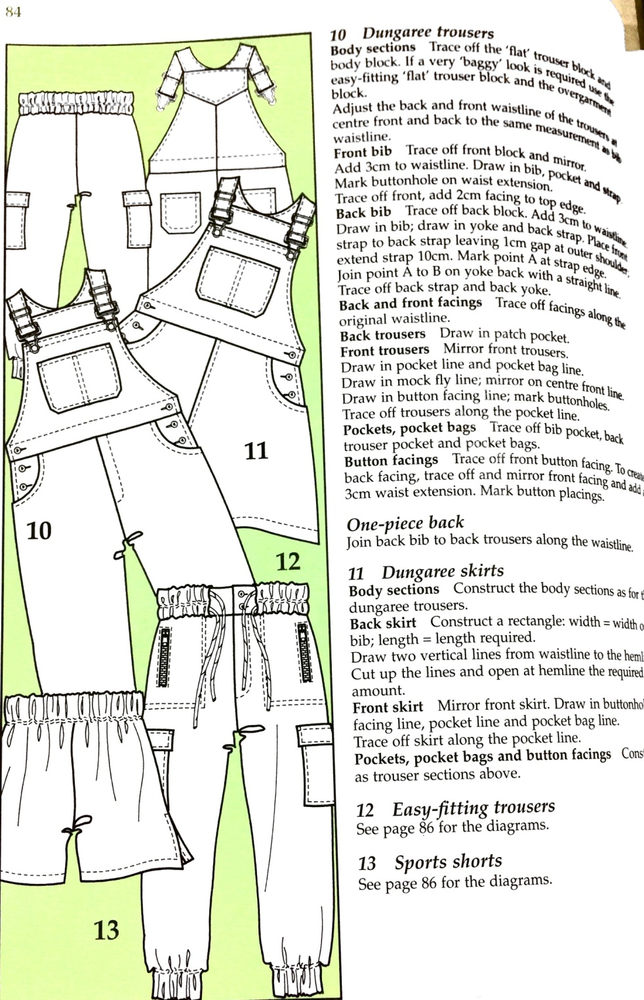 84
10 Dungaree trousers
Body sections Trace off the ‘flat’ trouser block and
body block. If a very ‘baggy’ look is required use the
easy-fitting ‘flat’ trouser block and the overgarment
block.
Adjust the back and front waistline of the trousers at
centre front and back to the same measurement as bib
waistline.
Front bib Trace off front block and mirror.
Add 3cm to waistline. Draw in bib, pocket and strap.
Mark buttonhole on waist extension.
Trace off front, add 2cm facing to top edge.
Back bib Trace off back block. Add 3cm to waistline.
Draw in bib; draw in yoke and back strap. Place front
strap to back strap leaving 1cm gap at outer shoulder;
extend strap 10cm. Mark point A at strap edge.
Join point A to B on yoke back with a straight line.
Trace off back strap and back yoke.
Back and front facings Trace off facings along the
original waistline.
Back trousers Draw in patch pocket.
Front trousers Mirror front trousers.
Draw in pocket line and pocket bag line.
Draw in mock fly line; mirror on centre front line.
Draw in button facing line; mark buttonholes.
Trace off trousers along the pocket line.
Pockets, pocket bags Trace off bib pocket, back
trouser pocket and pocket bags.
Button facings Trace off front button facing. To create
back facing, trace off and mirror front facing and add
3cm waist extension. Mark button placings.
One-piece back
Join back bib to back trousers along the waistline.
11 Dungaree skirts
Body sections Construct the body sections as for
dungaree trousers.
Back skirt Construct a rectangle: width = width
bib; length = length required.
Draw two vertical lines from waistline to the
Cut up the lines and open at hemline the required
amount.
Front skirt Mirror front skirt. Draw in
facing line, pocket line and pocket bag line.
Trace off skirt along the pocket line.
Pockets, pocket bags and button facings
as trouser sections above.
12 Easy-fitting trousers
See page 86 for the diagrams.
13 Sports shorts
See page 86 for the diagrams.
11
10
12
13